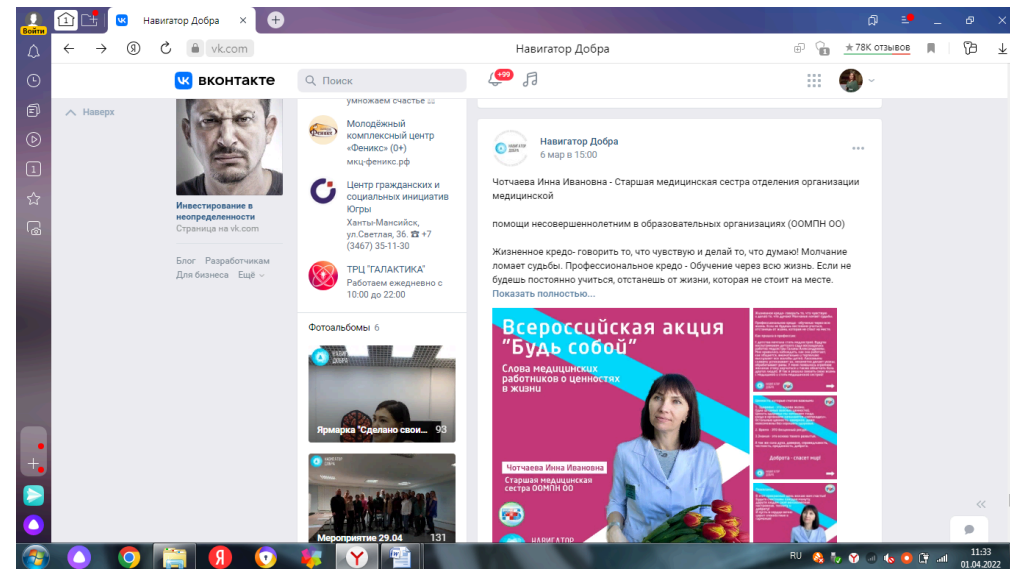 Войти
1
Навигатор Добра
vk.com
Навигатор Добра
78К отзывов
вконтакте
Поиск
+99
Наверх
1
Инвестирование в
неопределенности
Страница на vk.com
Блог Разработчикам
Для бизнеса Ещё
умножаем счастье
Молодёжный
комплексный центр
«Феникс» (0+)
мкц-феникс.рф
Центр гражданских и
социальных инициатив
Югры
Ханты-Мансийск,
ул.Светлая, 36. ☎ +7
(3467) 35-11-30
ТРЦ "ГАЛАКТИКА"
Работаем ежедневно с
10:00 до 22:00
Фотоальбомы 6
Ярмарка "Сделано свои... 93
Мероприятие 29.04 131
Навигатор Добра
6 мар в 15:00
Чотчаева Инна Ивановна - Старшая медицинская сестра отделения организации
медицинской
помощи несовершеннолетним в образовательных организациях (ООМПН ОО)
Жизненное кредо- говорить то, что чувствую и делай то, что думаю! Молчание
ломает судьбы. Профессиональное кредо - Обучение через всю жизнь. Если не
будешь постоянно учиться, отстанешь от жизни, которая не стоит на месте.
Показать полностью...
Всероссийская акция
"Будь собой"
Слова медицинских
работников о ценностях
в жизни
Чотчаева Инна Ивановна
Старшая медицинская
сестра ООМПН ОО
НАВИГАТОР
Доброта - спасет мир!
RU
11:33
01.04.2022